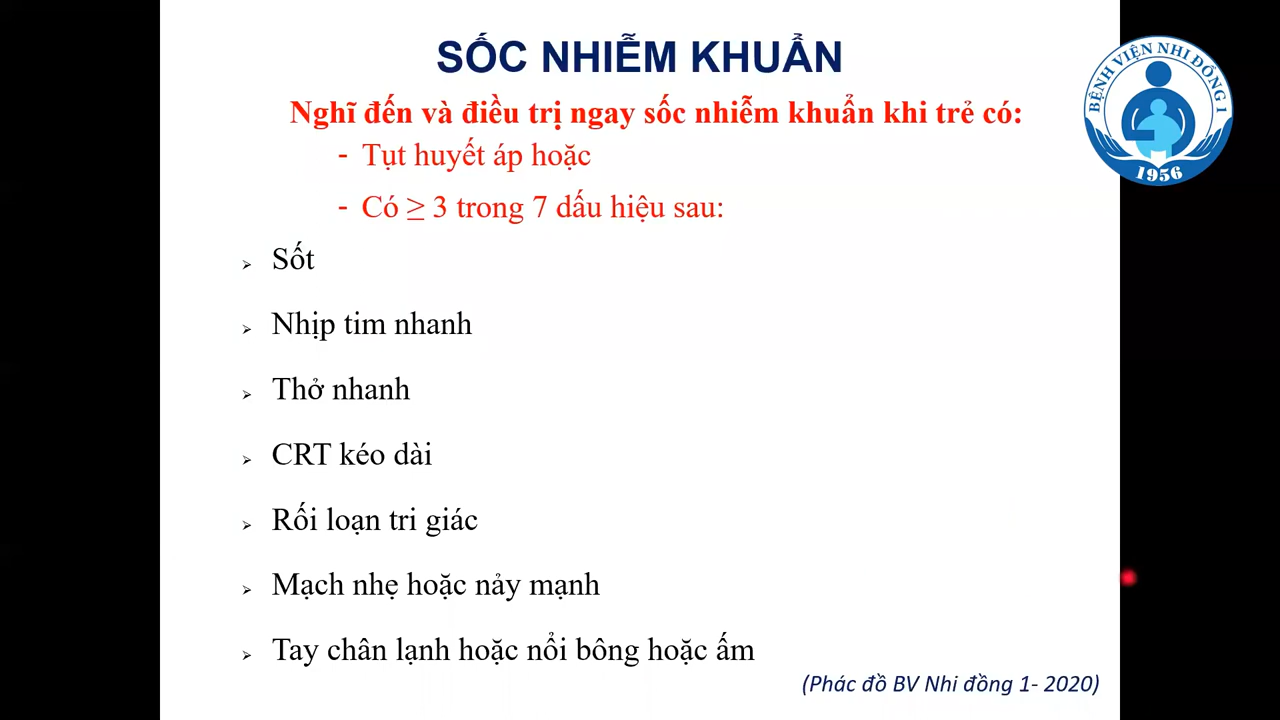 SỐC NHIỄM KHUẨN
Nghĩ đến và điều trị ngay sốc nhiễm khuẩn khi trẻ có:
- Tụt huyết áp hoặc
- Có ≥ 3 trong 7 dấu hiệu sau:
➢ Sốt
➢ Nhịp tim nhanh
➢ Thở nhanh
➢ CRT kéo dài
➢ Rối loạn tri giác
➢ Mạch nhẹ hoặc nảy mạnh
➢ Tay chân lạnh hoặc nổi bông hoặc ấm
(Phác đồ BV Nhi đồng 1- 2020)
BỆNH VIỆN NHI ĐỒNG 1
1956